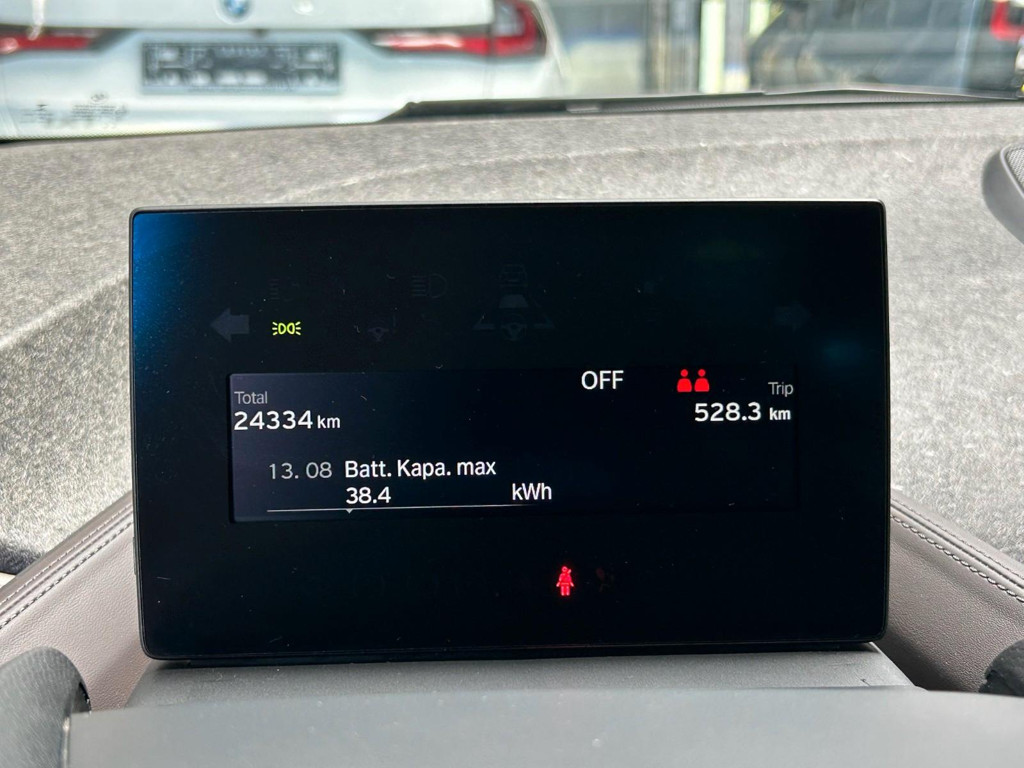 OFF
Total
Trip
24334 km
528.3 km
13. 08 Batt. Kapa. max
38.4 kWh